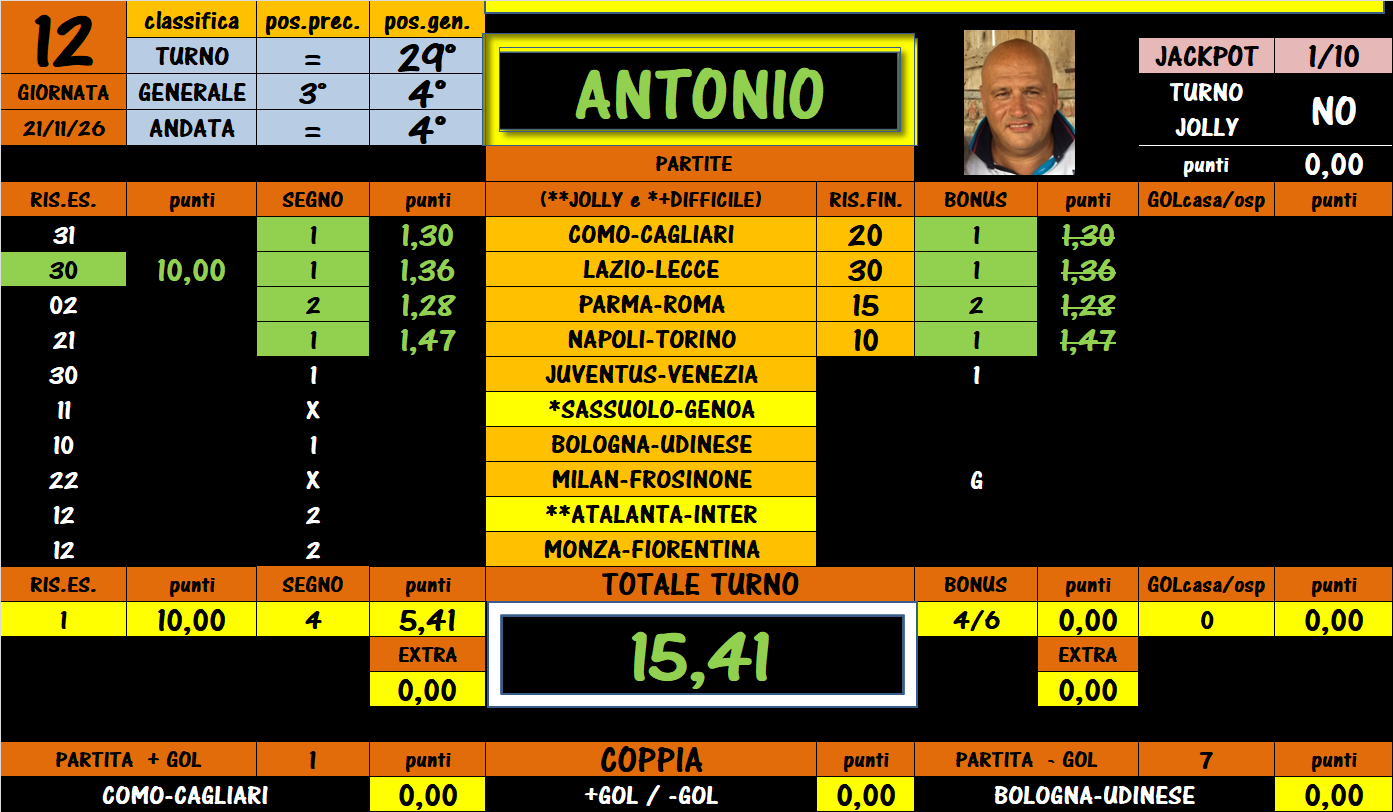 12 classifica pos.prec. pos.gen.
TURNO = 29° ANTONIO JACKPOT 1/10
GIORNATA GENERALE 3° 4° TURNO JOLLY NO
21/11/26 ANDATA = 4°
PARTITE punti 0,00
RIS.ES. punti SEGNO punti (**JOLLY e *+DIFFICILE) RIS.FIN. BONUS punti GOLcasa/osp punti
31 1 1,30 COMO-CAGLIARI 20 1 1,30
30 10,00 1 1,36 LAZIO-LECCE 30 1 1,36
02 2 1,28 PARMA-ROMA 15 2 1,28
21 1 1,47 NAPOLI-TORINO 10 1 1,47
30 1 JUVENTUS-VENEZIA 1
11 X *SASSUOLO-GENOA
10 1 BOLOGNA-UDINESE
22 X MILAN-FROSINONE G
12 2 **ATALANTA-INTER
12 2 MONZA-FIORENTINA
RIS.ES. punti SEGNO punti TOTALE TURNO BONUS punti GOLcasa/osp punti
1 10,00 4 5,41 15,41 4/6 0,00 0 0,00
EXTRA EXTRA
0,00 0,00
PARTITA + GOL 1 punti COPPIA punti PARTITA - GOL 7 punti
COMO-CAGLIARI 0,00 +GOL / -GOL 0,00 BOLOGNA-UDINESE 0,00